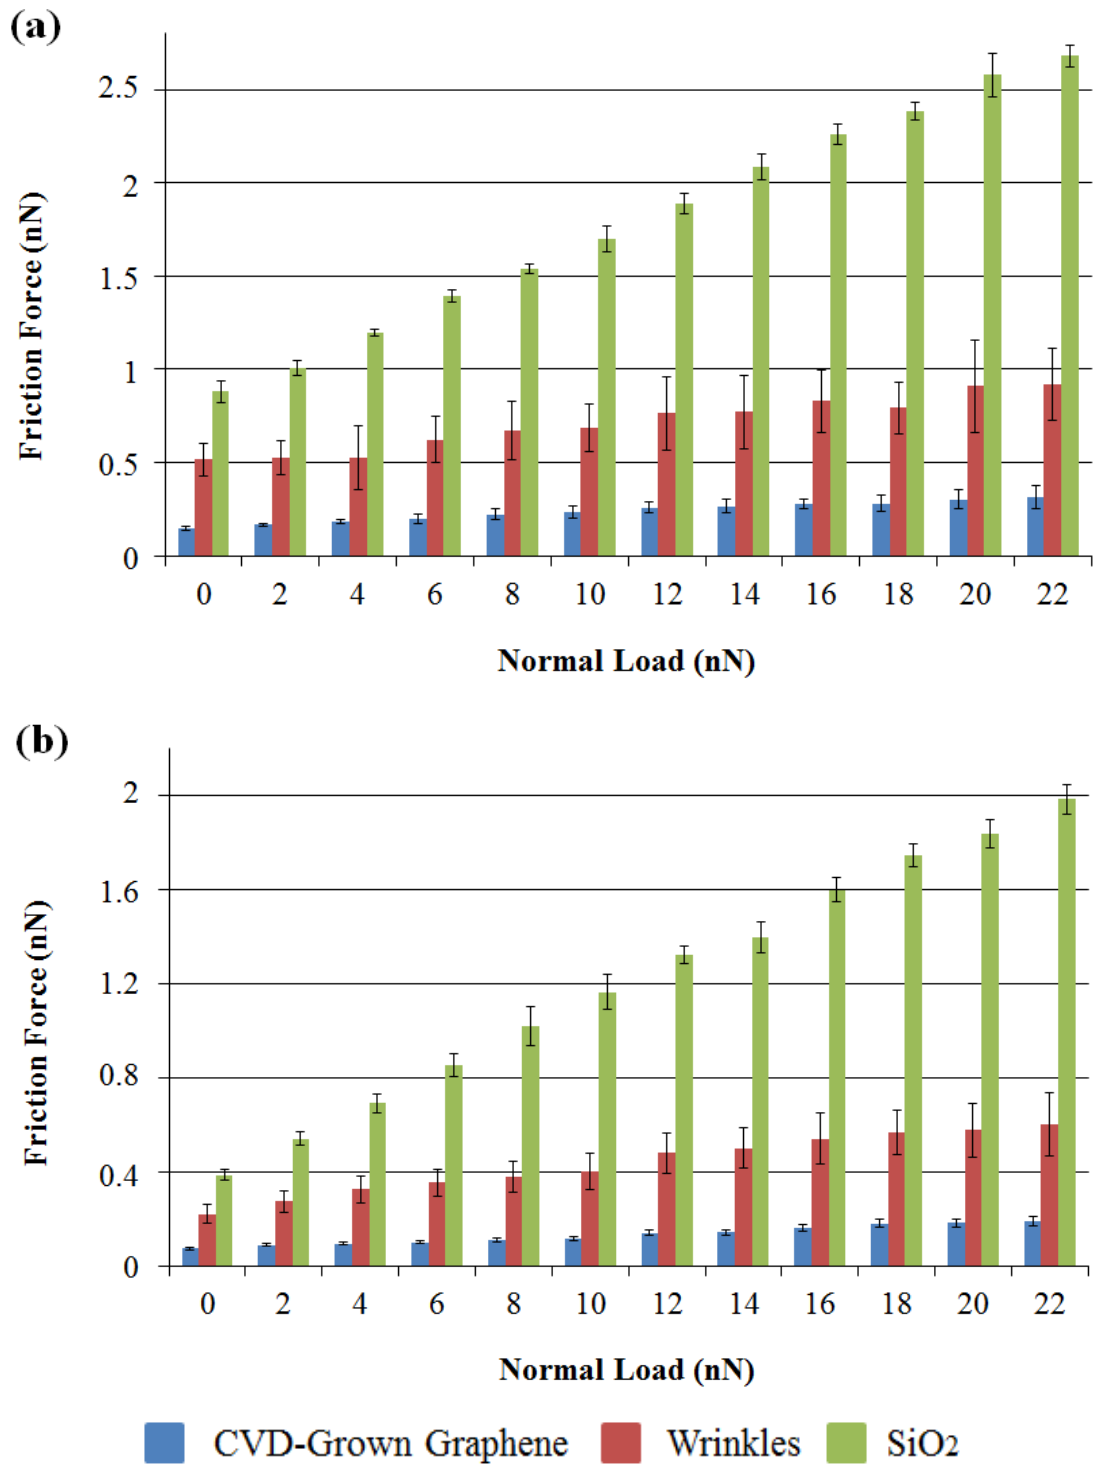 (a)
2.5
2
1.5
1
0.5
0
Friction Force (nN)
0 2 4 6 8 10 12 14 16 18 20 22
Normal Load (nN)
(b)
2
1.6
1.2
0.8
0.4
0
Friction Force (nN)
0 2 4 6 8 10 12 14 16 18 20 22
Normal Load (nN)
CVD-Grown Graphene Wrinkles SiO2